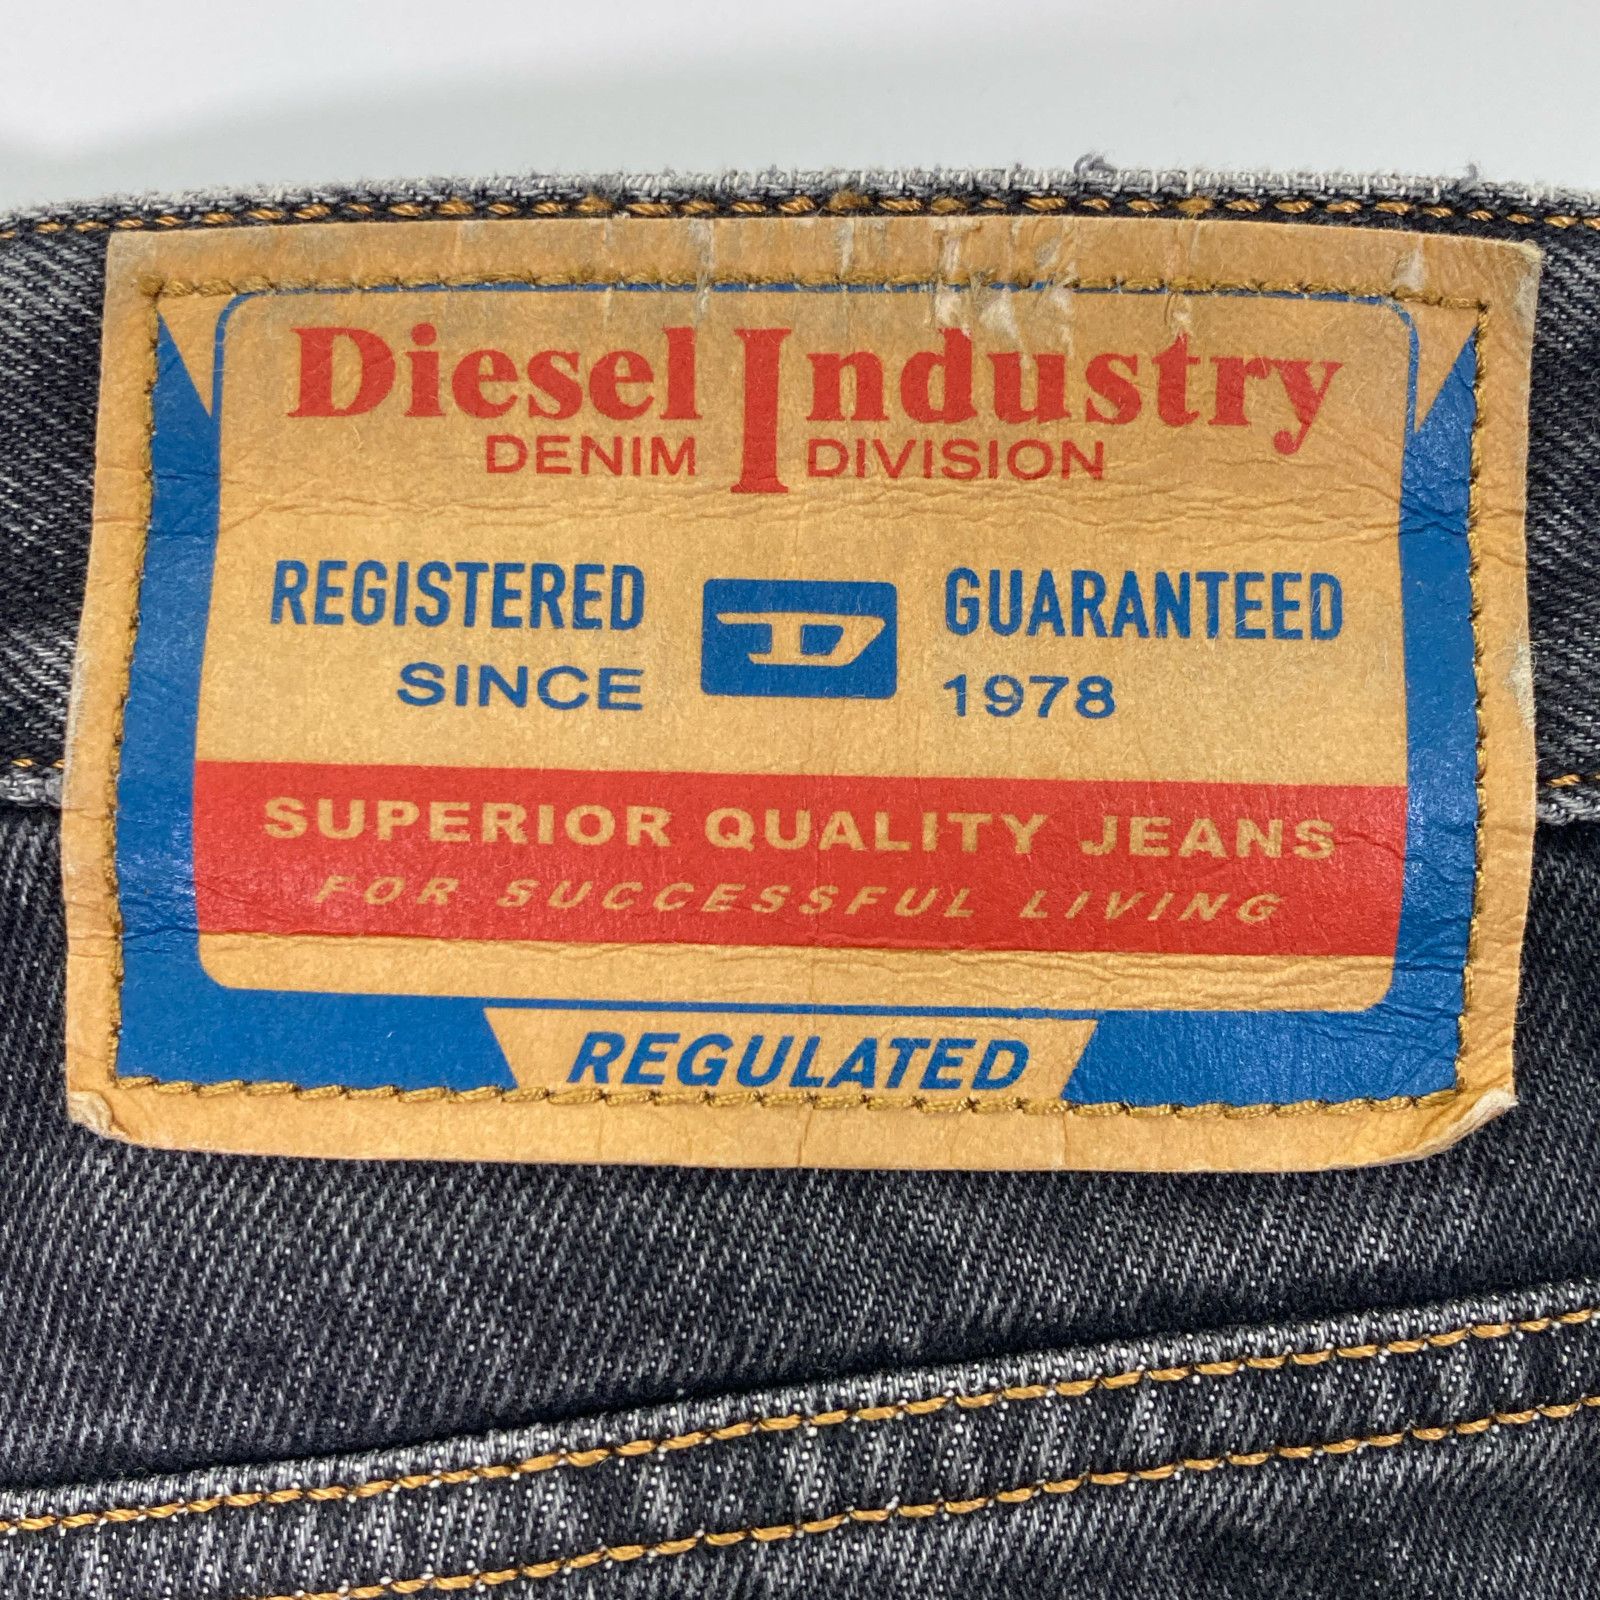 Diesel Industry
DENIM DIVISION
REGISTERED D GUARANTEED
SINCE 1978
SUPERIOR QUALITY JEANS
FOR SUCCESSFUL LIVING
REGULATED